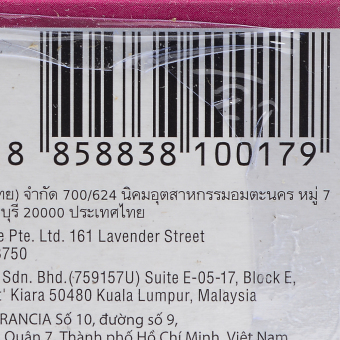 8 858838 100179
ทย) จำกัด 700/624 นิคมอุตสาหกรรมอมตะนคร หมู่ 7
บุรี 20000 ประเทศไทย
e Pte. Ltd. 161 Lavender Street
8750
Sdn. Bhd.(759157U) Suite E-05-17, Block E,
t' Kiara 50480 Kuala Lumpur, Malaysia
RANCIA Số 10, đường số 9,
Quận 7, Thành phố Hồ Chí Minh, Việt Nam